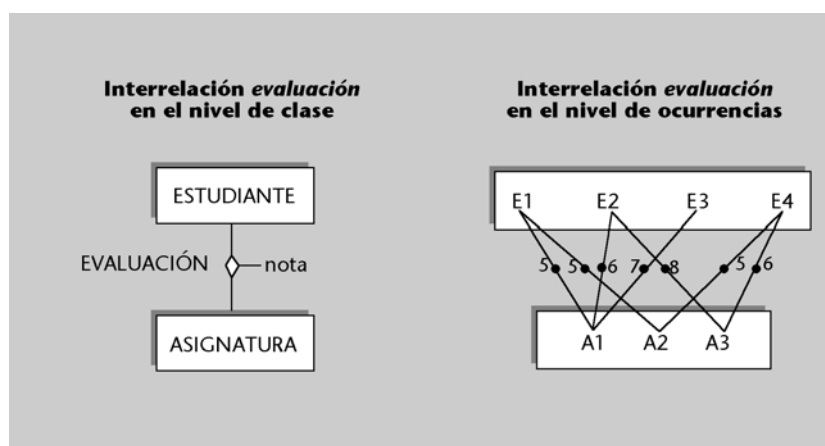 Interrelación evaluación
en el nivel de clase
ESTUDIANTE
EVALUACIÓN nota
ASIGNATURA
Interrelación evaluación
en el nivel de ocurrencias
E1 E2 E3 E4
5 5 6 7 8 5 6
A1 A2 A3